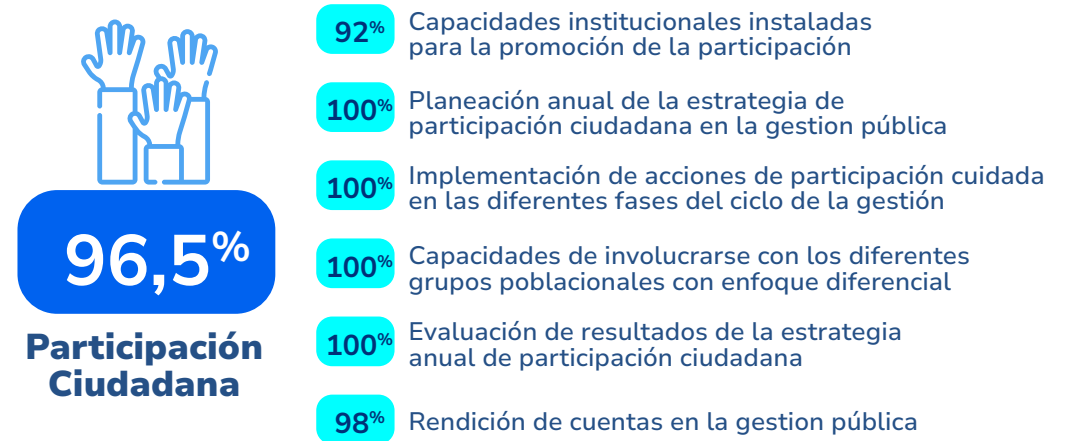 96,5%
Participación
Ciudadana
92%
Capacidades institucionales instaladas
para la promoción de la participación
100%
Planeación anual de la estrategia de
participación ciudadana en la gestion pública
100%
Implementación de acciones de participación cuidada
en las diferentes fases del ciclo de la gestión
100%
Capacidades de involucrarse con los diferentes
grupos poblacionales con enfoque diferencial
100%
Evaluación de resultados de la estrategia
anual de participación ciudadana
98%
Rendición de cuentas en la gestion pública